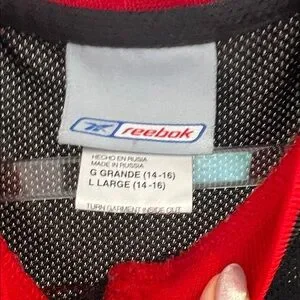 Reebok
HECHO EN RUSIA
MADE IN RUSSIA
G GRANDE (14-16)
L LARGE (14-16)
TURN GARMENT INSIDE OUT